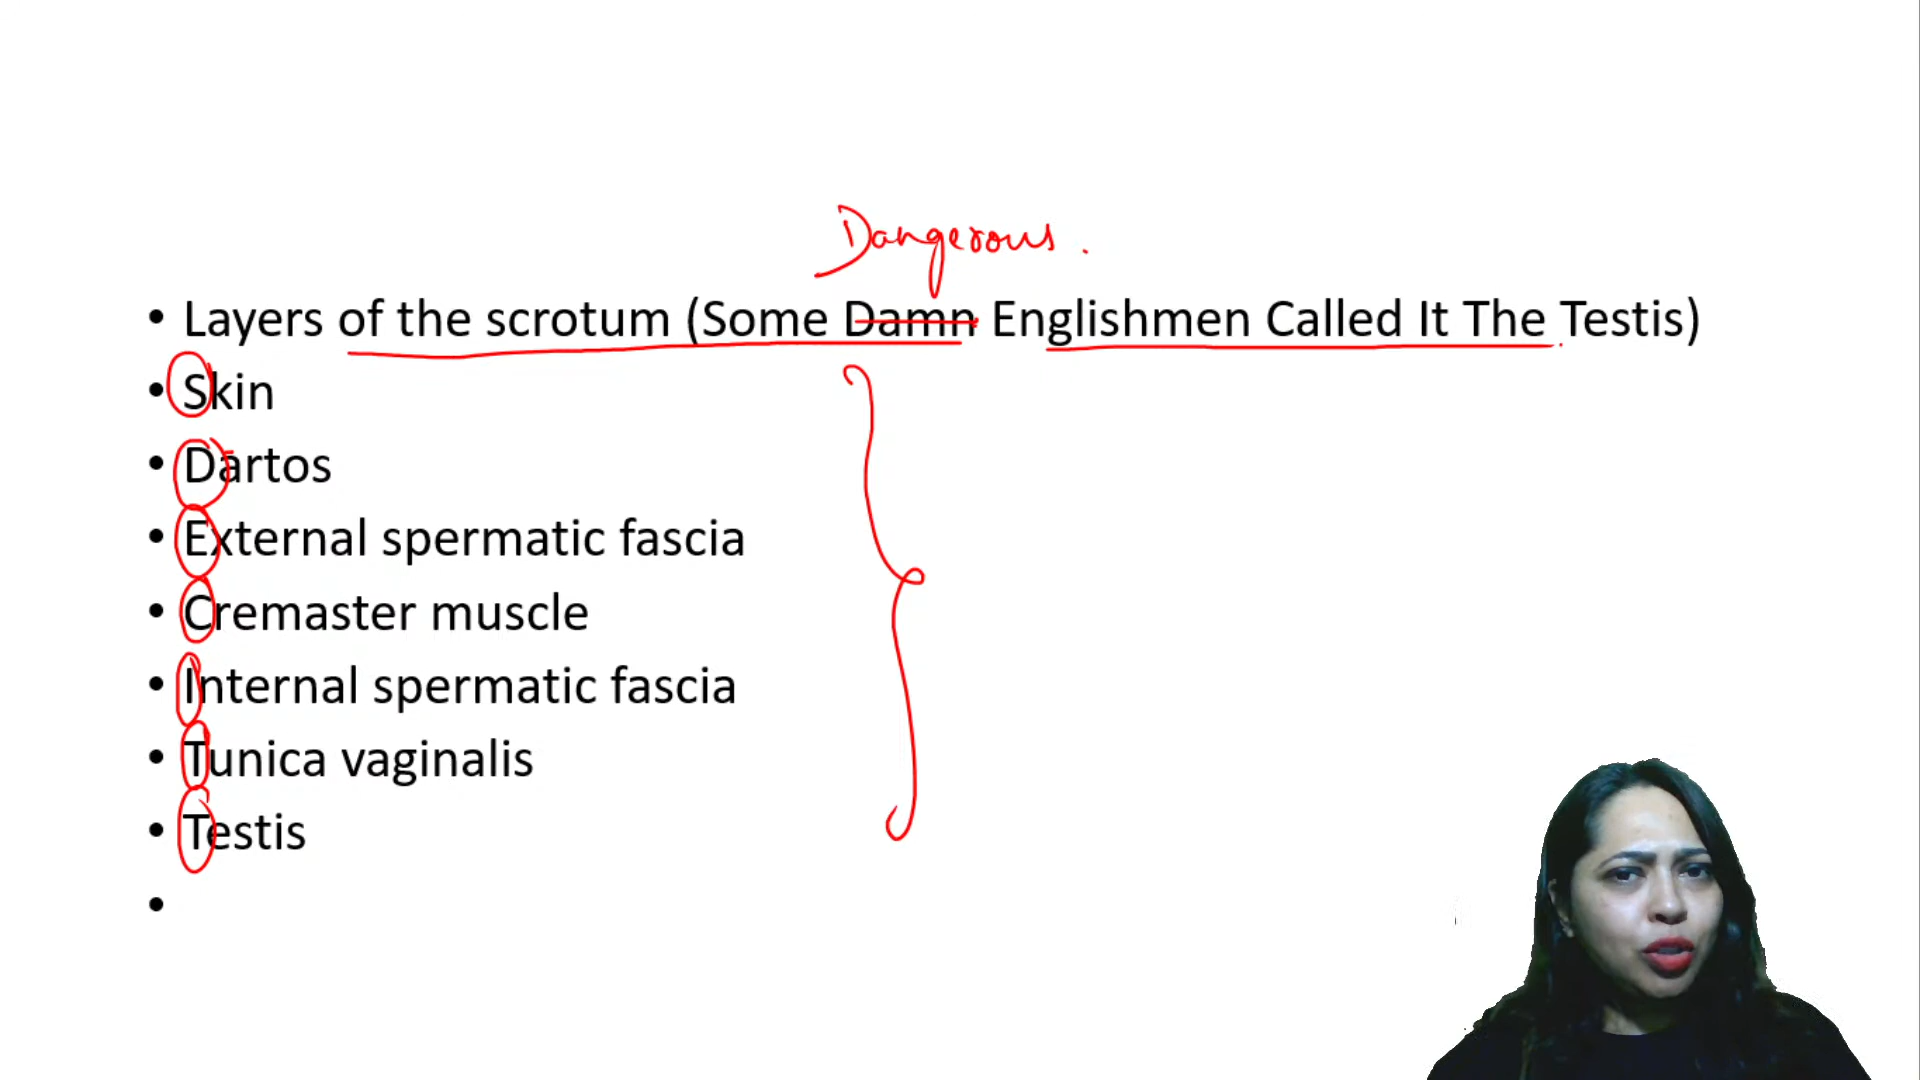 Dangerous.
• Layers of the scrotum (Some Damn Englishmen Called It The Testis)
• Skin
• Dartos
• External spermatic fascia
• Cremaster muscle
• Internal spermatic fascia
• Tunica vaginalis
• Testis
•